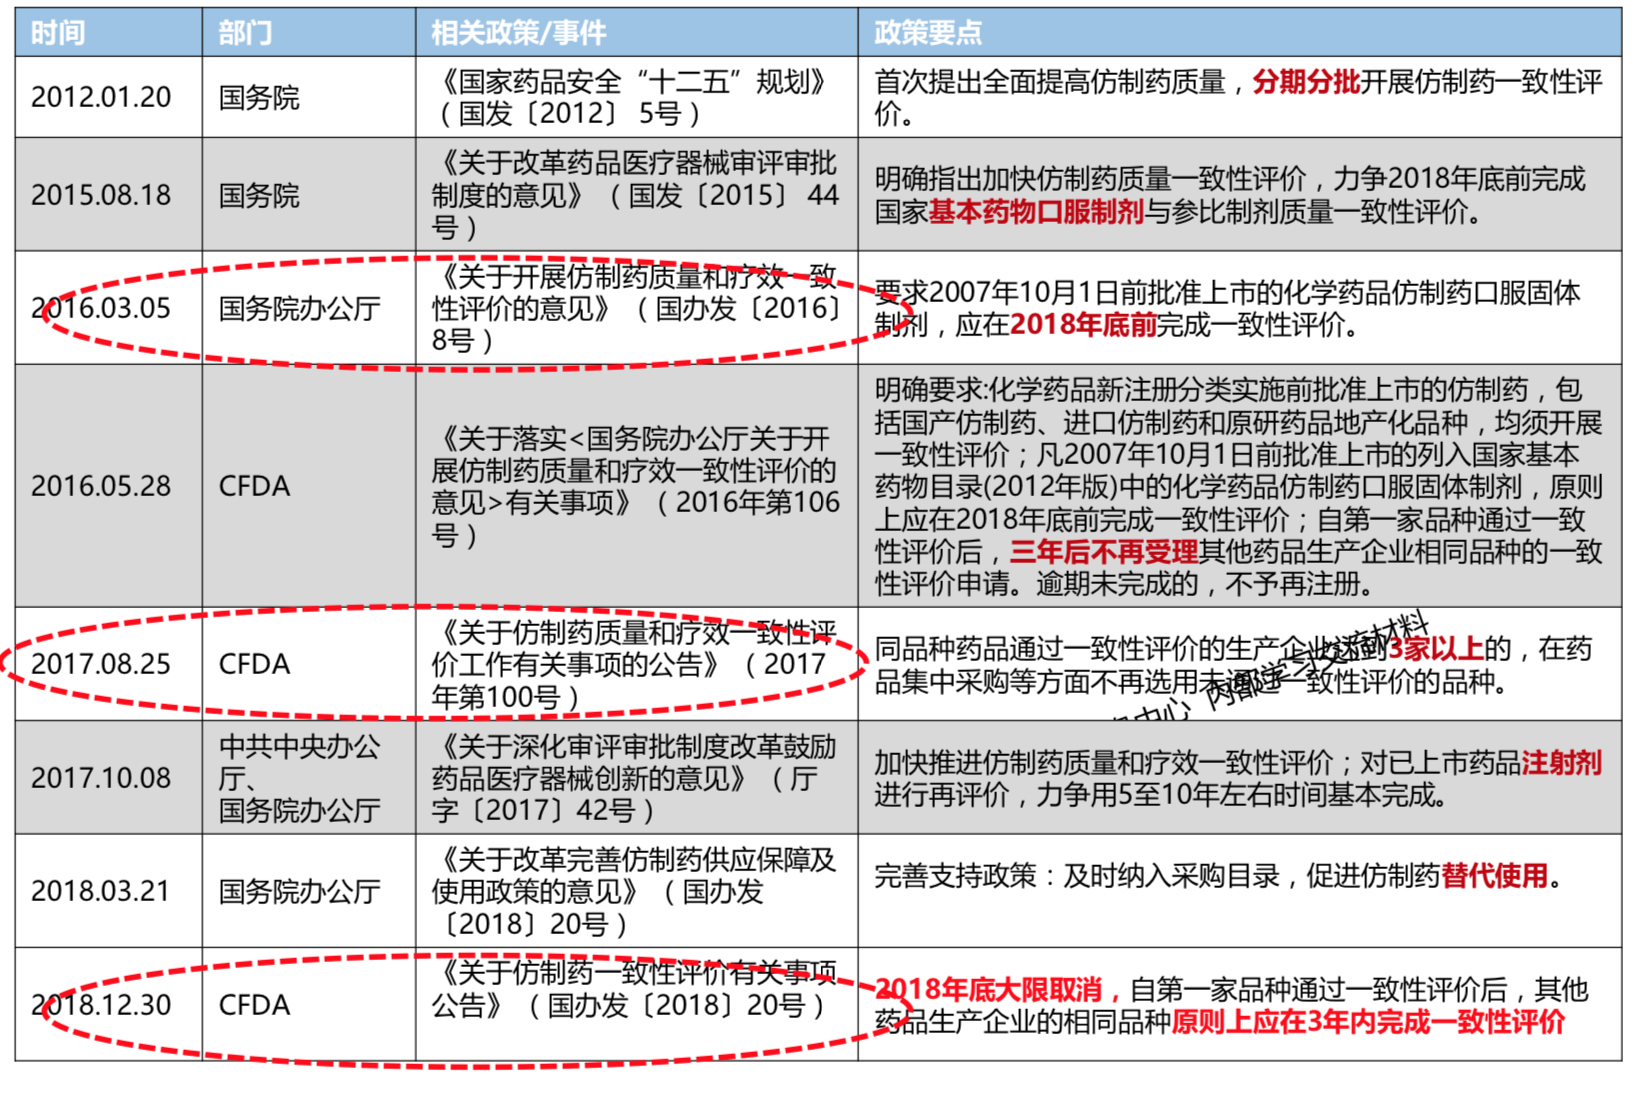 时间 部门 相关政策/事件 政策要点
2012.01.20
国务院
《国家药品安全“十二五”规划》
（国发〔2012〕 5号）
首次提出全面提高仿制药质量，分期分批开展仿制药一致性评
价。
2015.08.18
国务院
《关于改革药品医疗器械审评审批
制度的意见》（国发〔2015〕 44
号）
明确指出加快仿制药质量一致性评价，力争2018年底前完成
国家基本药物口服制剂与参比制剂质量一致性评价。
2016.03.05
国务院办公厅
《关于开展仿制药质量和疗效一致
性评价的意见》（国办发〔2016〕
8号）
要求2007年10月1日前批准上市的化学药品仿制药口服固体
制剂，应在2018年底前完成一致性评价。
2016.05.28
CFDA
《关于落实<国务院办公厅关于开
展仿制药质量和疗效一致性评价的
意见>有关事项》（2016年第106
号）
明确要求:化学药品新注册分类实施前批准上市的仿制药，包
括国产仿制药、进口仿制药和原研药品地产化品种，均须开展
一致性评价；凡2007年10月1日前批准上市的列入国家基本
药物目录(2012年版)中的化学药品仿制药口服固体制剂，原则
上应在2018年底前完成一致性评价；自第一家品种通过一致
性评价后，三年后不再受理其他药品生产企业相同品种的一致
性评价申请。逾期未完成的，不予再注册。
2017.08.25
CFDA
《关于仿制药质量和疗效一致性评
价工作有关事项的公告》（2017
年第100号）
同品种药品通过一致性评价的生产企业达到3家以上的，在药
品集中采购等方面不再选用未通过一致性评价的品种。
中心 内部学习交流材料
2017.10.08
中共中央办公
厅、
国务院办公厅
《关于深化审评审批制度改革鼓励
药品医疗器械创新的意见》（厅
字〔2017〕42号）
加快推进仿制药质量和疗效一致性评价；对已上市药品注射剂
进行再评价，力争用5至10年左右时间基本完成。
2018.03.21
国务院办公厅
《关于改革完善仿制药供应保障及
使用政策的意见》（国办发
〔2018〕20号）
完善支持政策：及时纳入采购目录，促进仿制药替代使用。
2018.12.30
CFDA
《关于仿制药一致性评价有关事项
公告》（国办发〔2018〕20号）
2018年底大限取消，自第一家品种通过一致性评价后，其他
药品生产企业的相同品种原则上应在3年内完成一致性评价